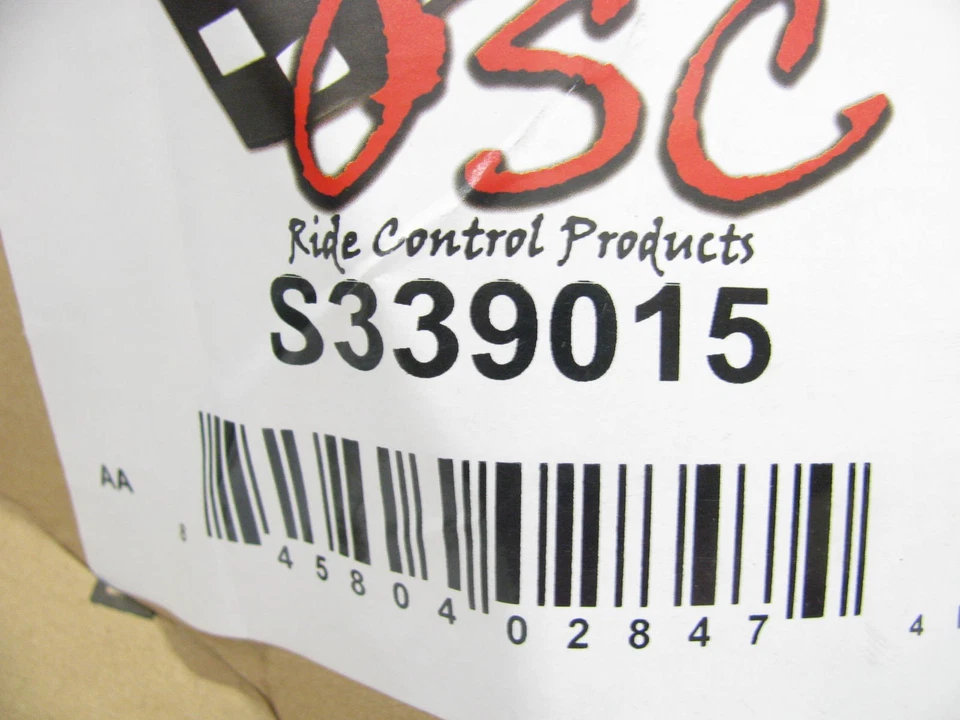 OSC
Ride Control Products
S339015
AA
8 45804 02847 4